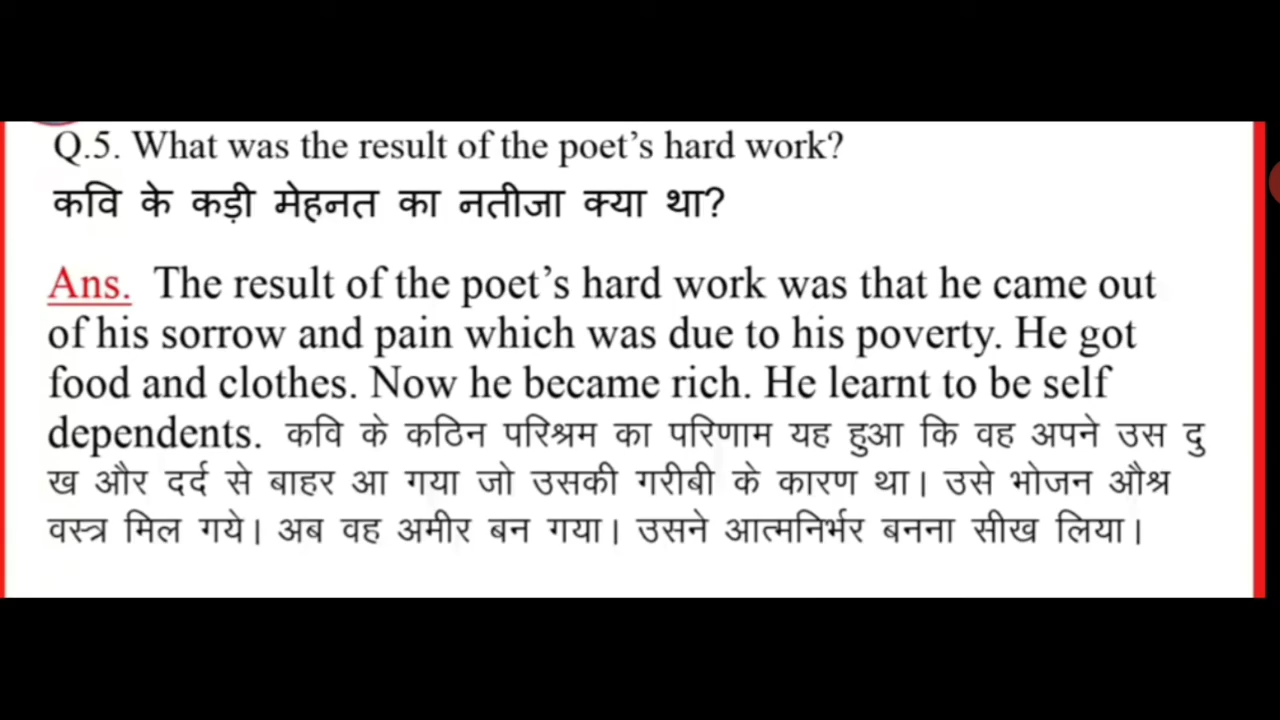 Q.5. What was the result of the poet’s hard work?
कवि के कड़ी मेहनत का नतीजा क्या था?
Ans. The result of the poet’s hard work was that he came out
of his sorrow and pain which was due to his poverty. He got
food and clothes. Now he became rich. He learnt to be self
dependents. कवि के कठिन परिश्रम का परिणाम यह हुआ कि वह अपने उस दु
ख और दर्द से बाहर आ गया जो उसकी गरीबी के कारण था। उसे भोजन औश्र
वस्त्र मिल गये। अब वह अमीर बन गया। उसने आत्मनिर्भर बनना सीख लिया।